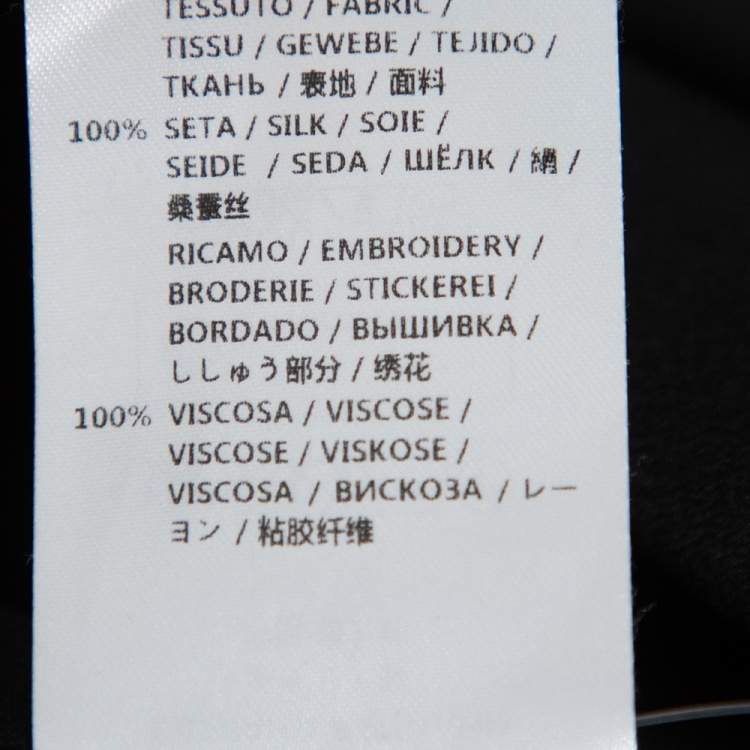 TESSUTO / FABRIC /
TISSU / GEWEBE / TEJIDO /
ТКАНЬ / 表地 / 面料
100% SETA / SILK / SOIE /
SEIDE / SEDA / ШЁЛК / 絹 /
桑蚕丝
RICAMO / EMBROIDERY /
BRODERIE / STICKEREI /
BORDADO / ВЫШИВКА /
ししゅう部分 / 绣花
100% VISCOSA / VISCOSE /
VISCOSE / VISKOSE /
VISCOSA / ВИСКОЗА / レー
ヨン / 粘胶纤维